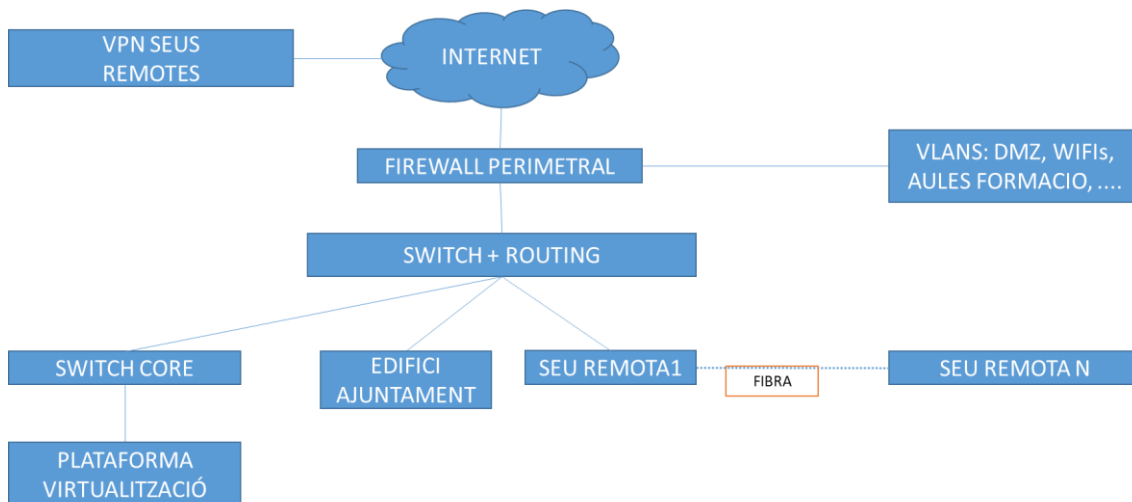 VPN SEUS
REMOTES
INTERNET
FIREWALL PERIMETRAL
VLANS: DMZ, WIFIs,
AULES FORMACIO, ....
SWITCH + ROUTING
SWITCH CORE
EDIFICI
AJUNTAMENT
SEU REMOTA1
FIBRA
SEU REMOTA N
PLATAFORMA
VIRTUALITZACIÓ